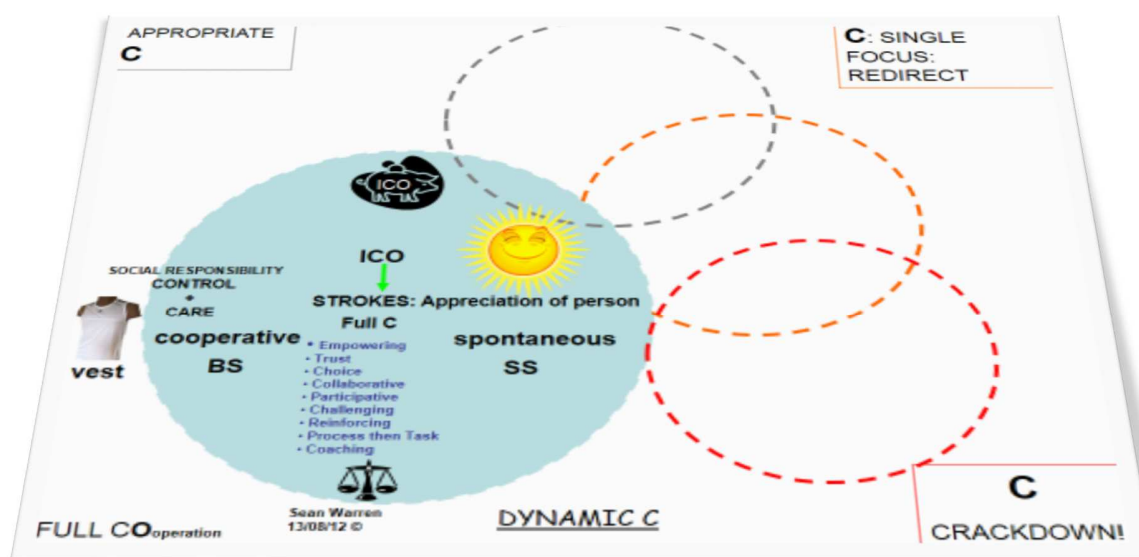 APPROPRIATE
C
C: SINGLE
FOCUS:
REDIRECT
ICO
ICO
SOCIAL RESPONSIBILITY
CONTROL
+
CARE
STROKES: Appreciation of person
Full C
cooperative
BS
spontaneous
SS
vest
• Empowering
• Trust
• Choice
• Collaborative
• Participative
• Challenging
• Reinforcing
• Process then Task
• Coaching
Sean Warren
13/08/12 ©
FULL COoperation
DYNAMIC C
C
CRACKDOWN!